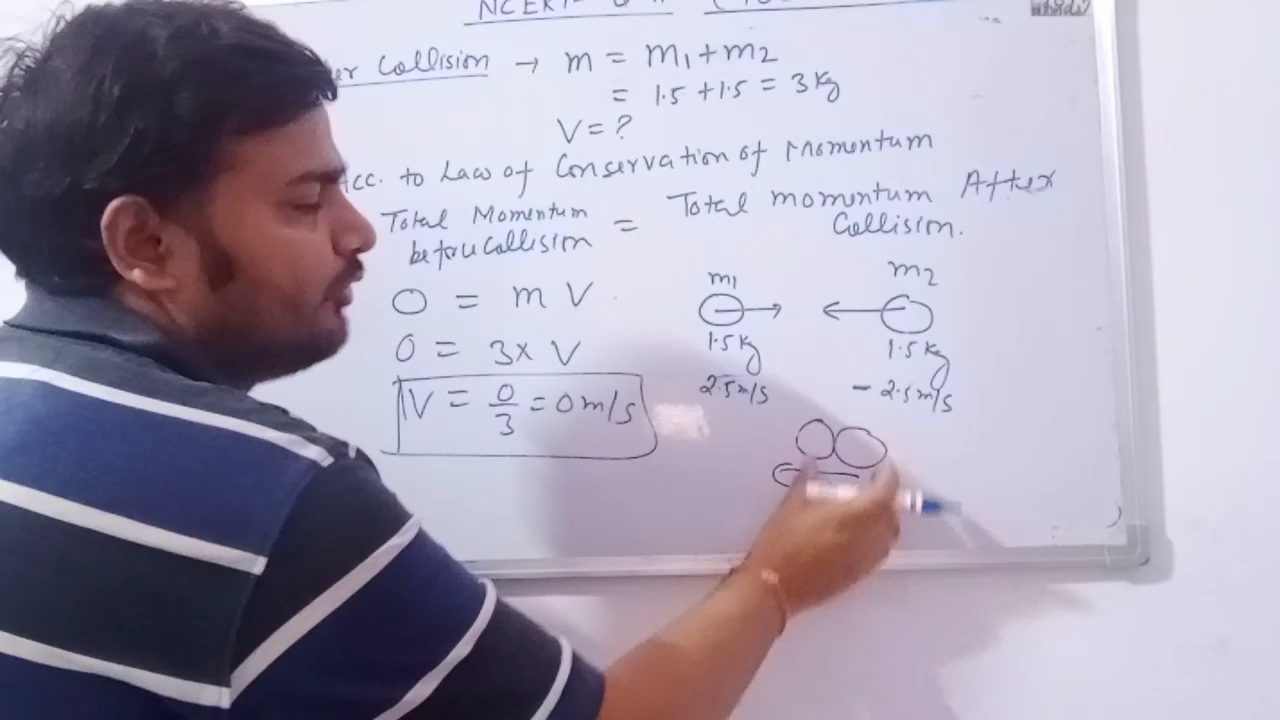 NCERT
Collision → m = m1 + m2
= 1.5 + 1.5 = 3 Kg
V = ?
Acc. to Law of Conservation of Momentum
Total Momentum before Collision = Total momentum After Collision.
0 = m V
0 = 3 x V
V = 0/3 = 0 m/s
m1
m2
1.5 Kg
1.5 Kg
2.5 m/s
- 2.5 m/s